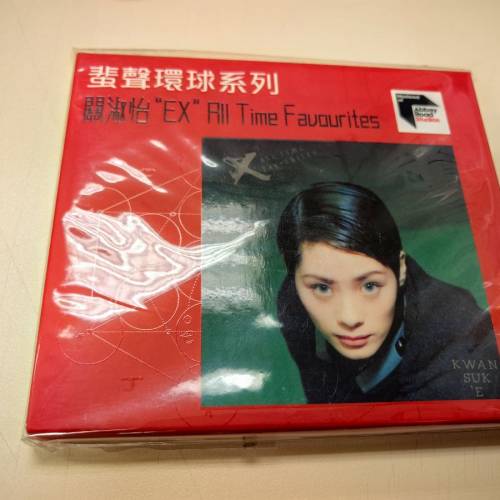 蜚聲環球系列
關淑怡 "EX" All Time Favourites
Abbey
Road
Studios
KWAN
SUK
'E